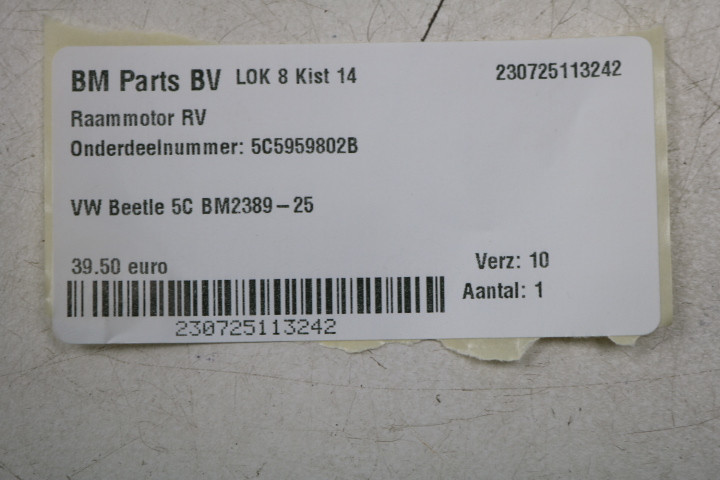 BM Parts BV LOK 8 Kist 14 230725113242
Raammotor RV
Onderdeelnummer: 5C5959802B
VW Beetle 5C BM2389-25
39.50 euro Verz: 10
Aantal: 1
230725113242